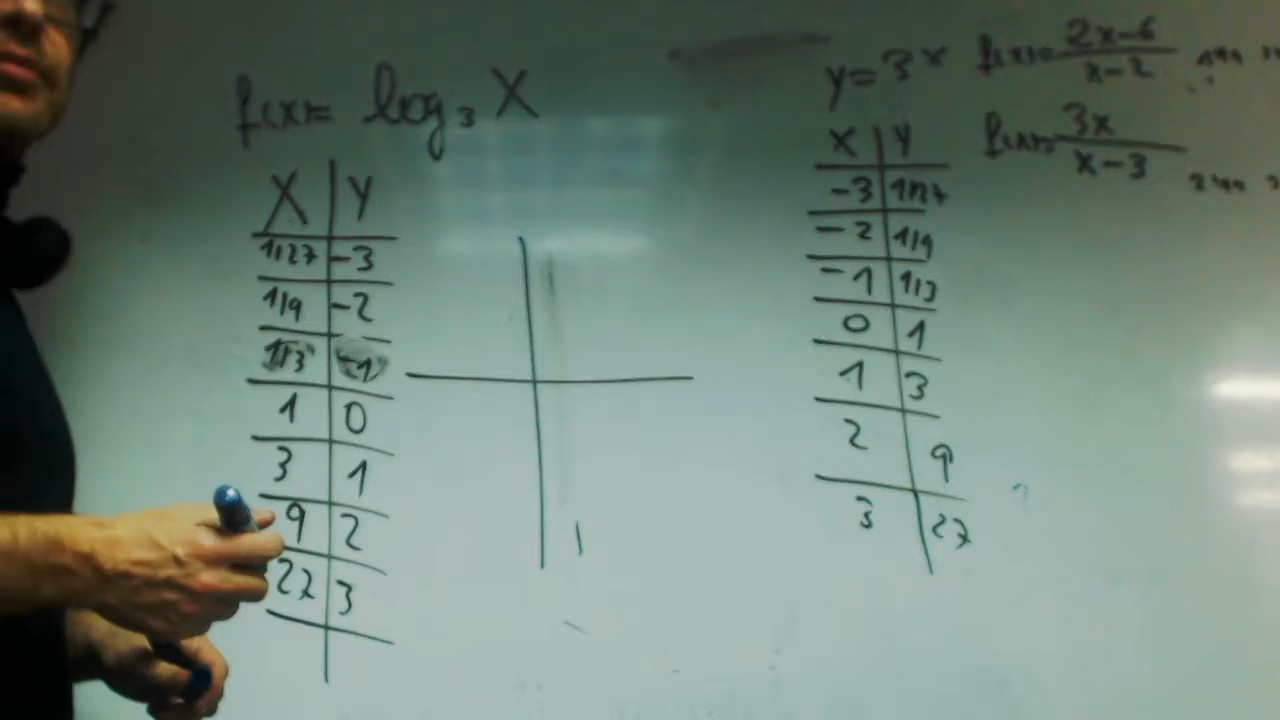 f(x)= log₃ X
X Y
1/27 -3
1/9 -2
1/3 -1
1 0
3 1
9 2
27 3
y=3ˣ
X Y
-3 1/27
-2 1/9
-1 1/3
0 1
1 3
2 9
3 27
f(x)= 2x-6
x-2
f(x)= 3x
x-3